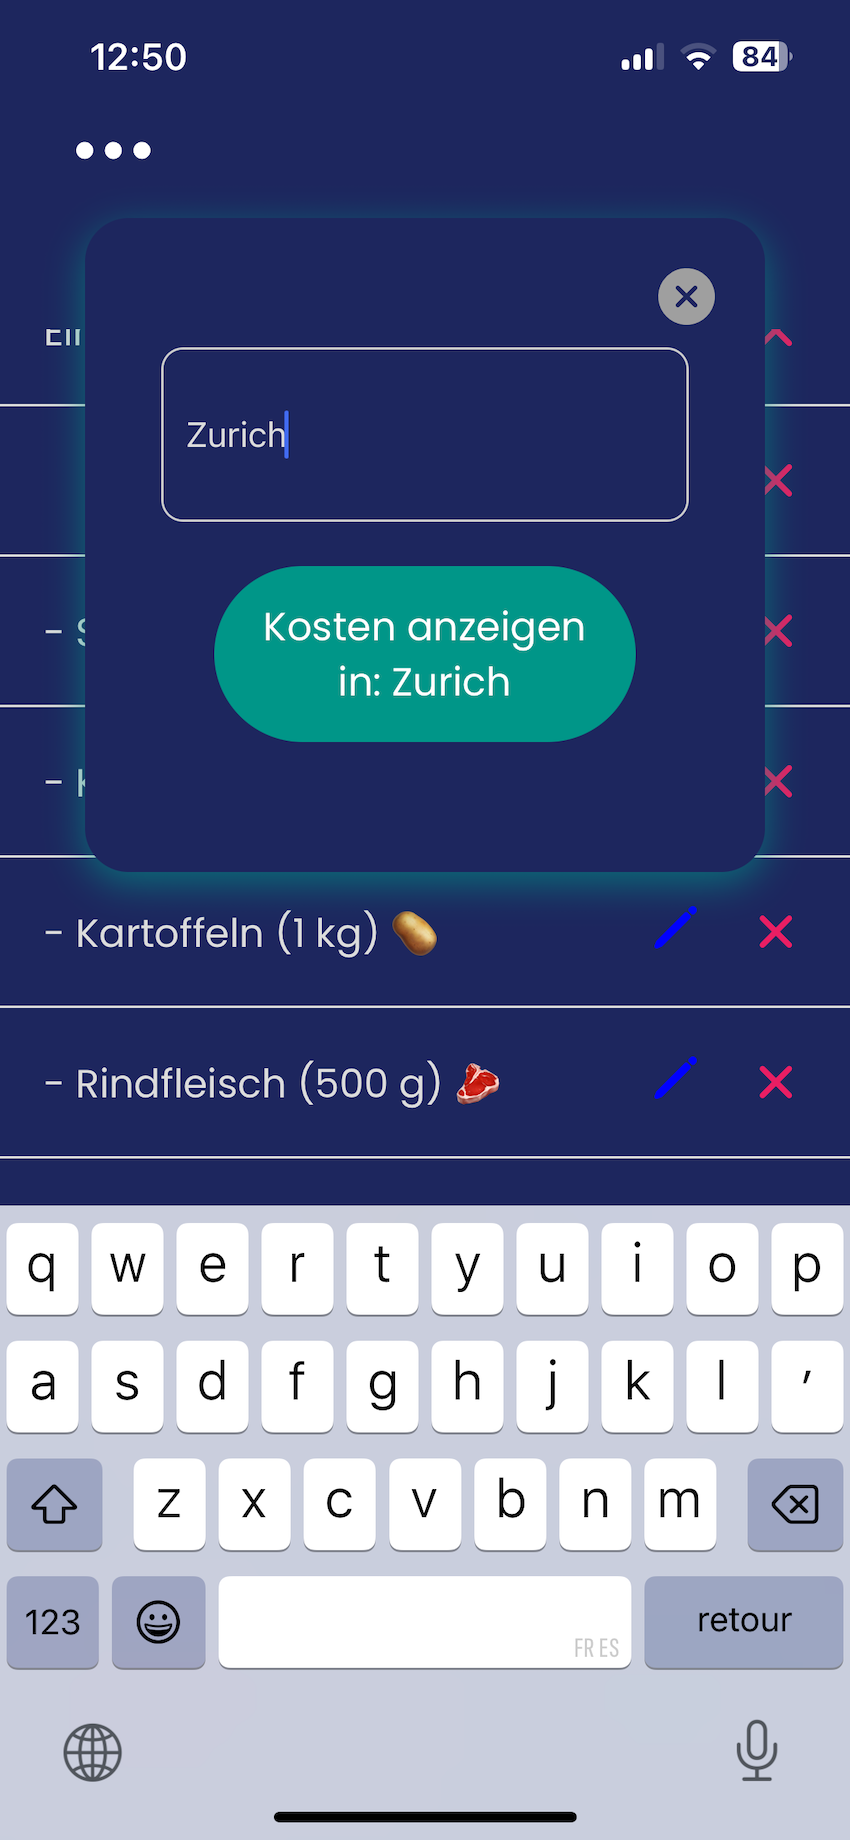 12:50
84
Zurich
Kosten anzeigen
in: Zurich
- Kartoffeln (1 kg)
- Rindfleisch (500 g)
q w e r t y u i o p
a s d f g h j k l ′
z x c v b n m
123
FR ES
retour